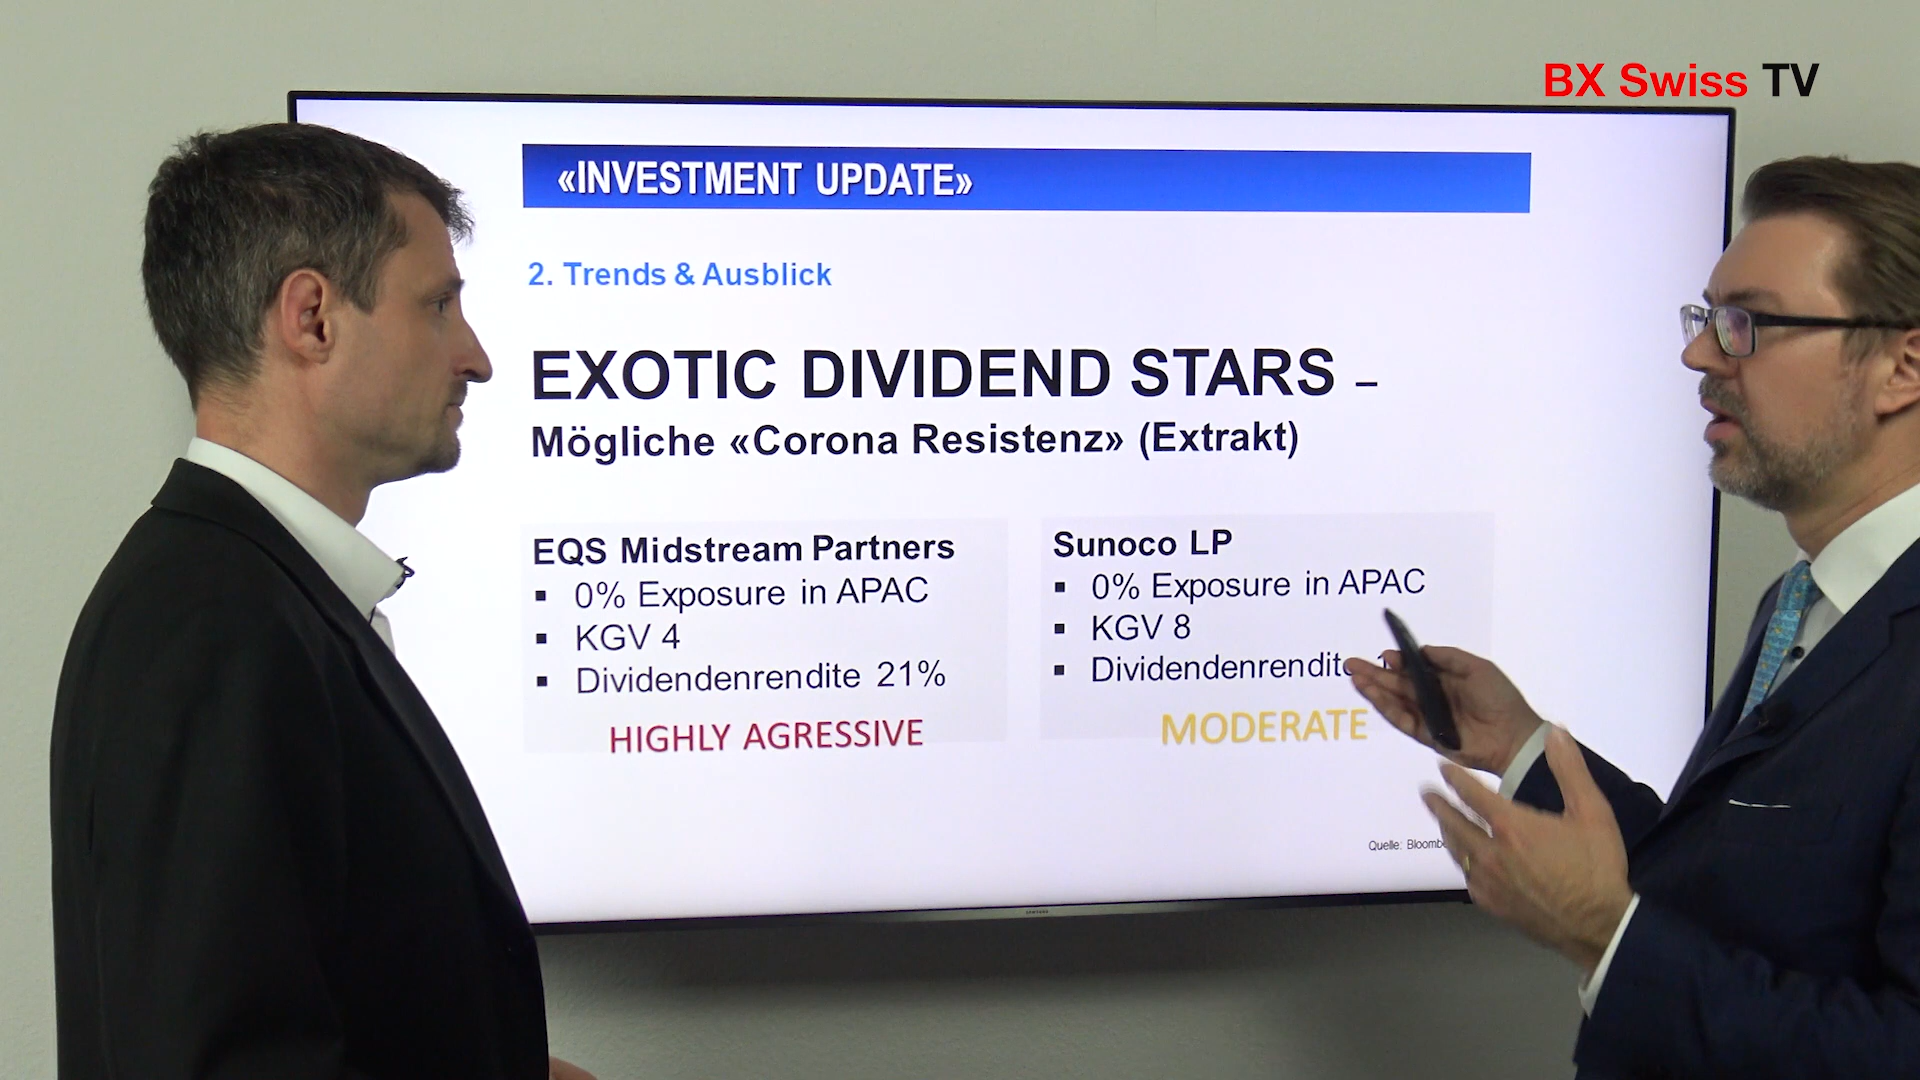 BX Swiss TV
«INVESTMENT UPDATE»
2. Trends & Ausblick
EXOTIC DIVIDEND STARS –
Mögliche «Corona Resistenz» (Extrakt)
EQS Midstream Partners
▪ 0% Exposure in APAC
▪ KGV 4
▪ Dividendenrendite 21%
HIGHLY AGRESSIVE
Sunoco LP
▪ 0% Exposure in APAC
▪ KGV 8
▪ Dividendenrendite
MODERATE
Quelle:
SAMSUNG